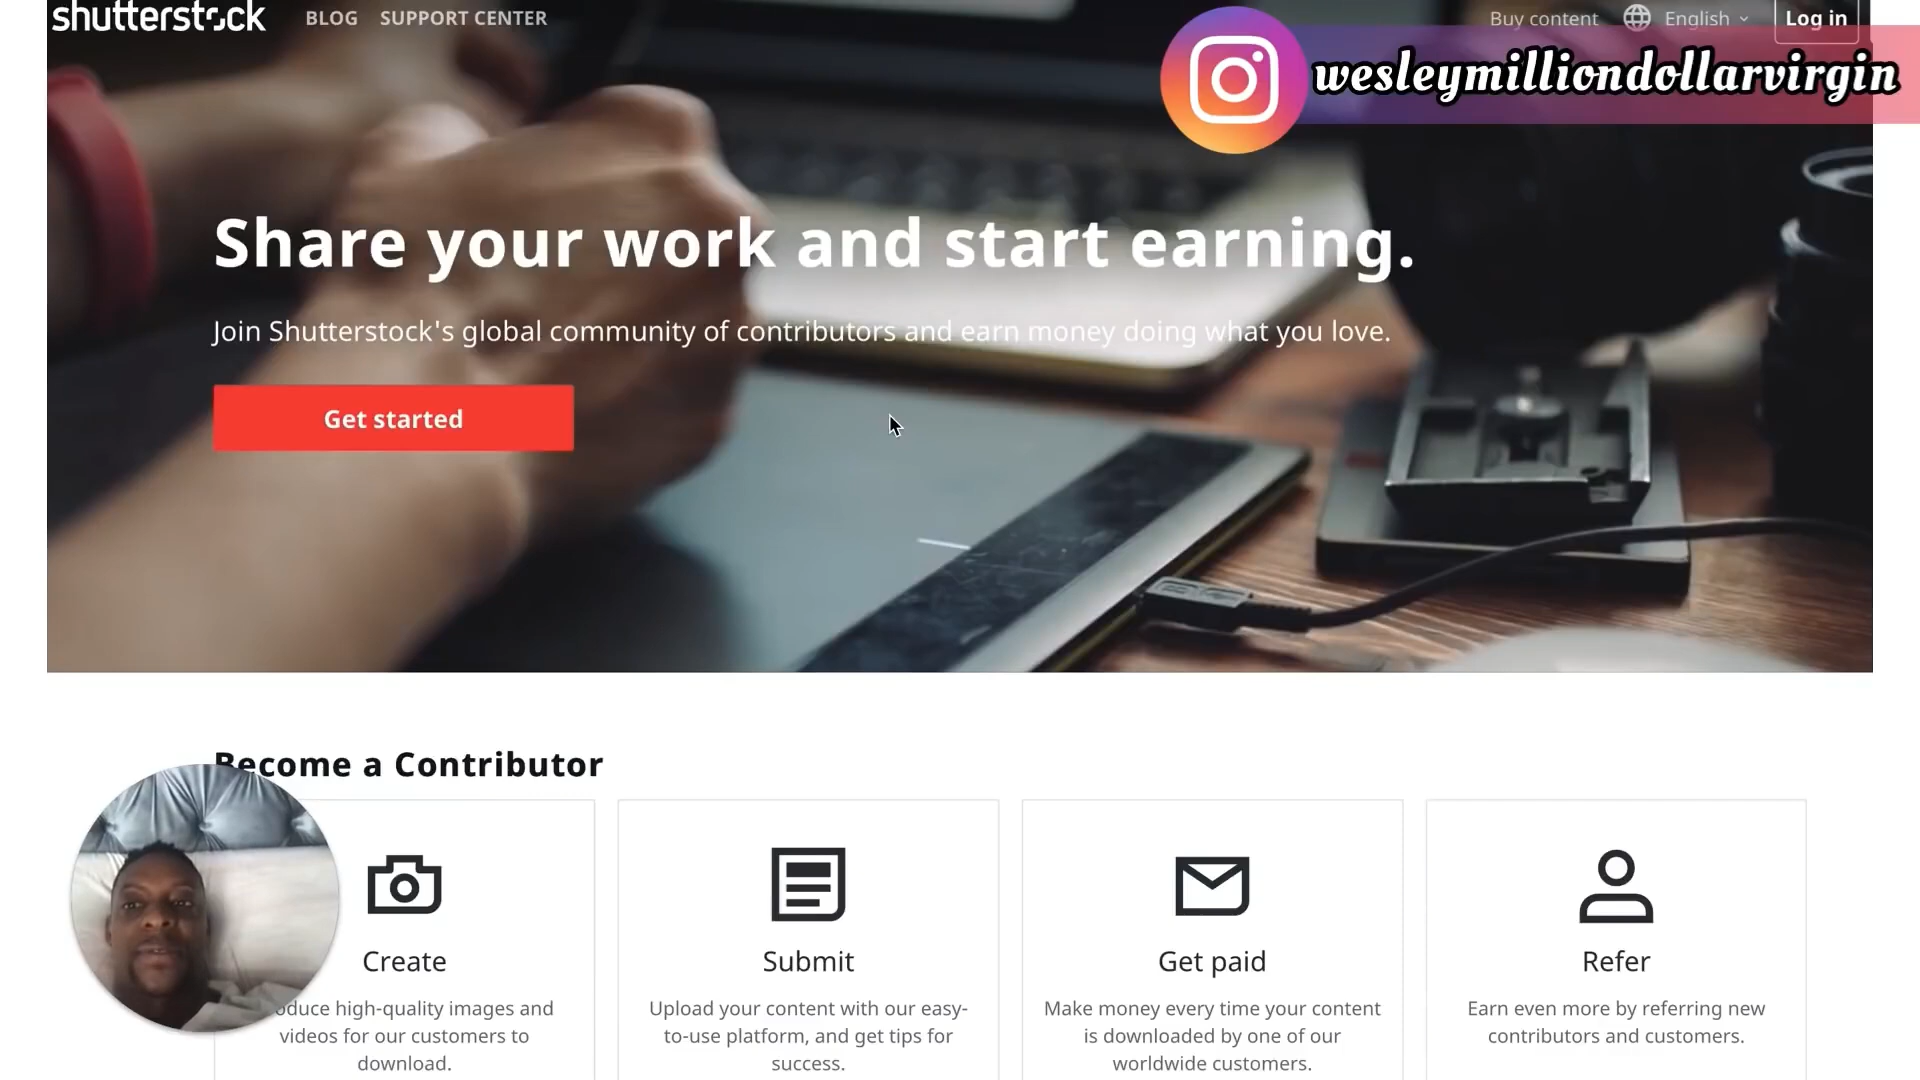 shutterstock BLOG SUPPORT CENTER Buy content English Log in
wesleymilliondollarvirgin
Share your work and start earning.
Join Shutterstock's global community of contributors and earn money doing what you love.
Get started
Become a Contributor
Create
duce high-quality images and
videos for our customers to
download.
Submit
Upload your content with our easy-
to-use platform, and get tips for
success.
Get paid
Make money every time your content
is downloaded by one of our
worldwide customers.
Refer
Earn even more by referring new
contributors and customers.